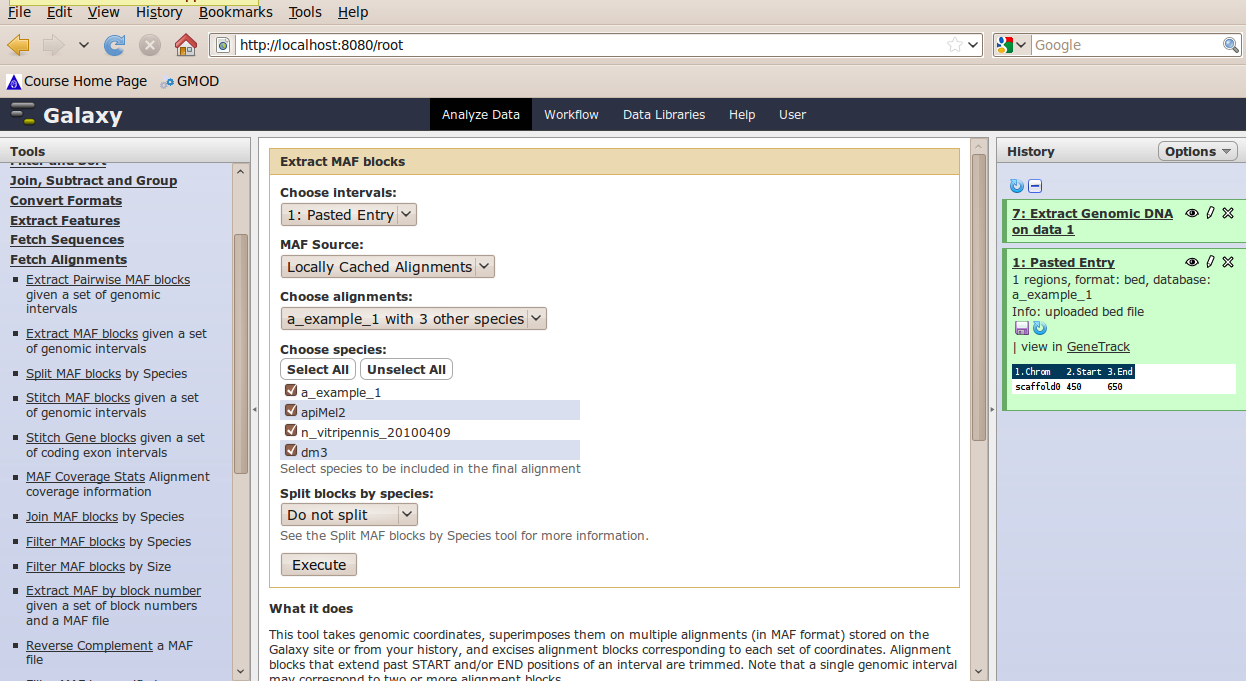 File Edit View History Bookmarks Tools Help
http://localhost:8080/root
Google
Course Home Page GMOD
Galaxy
Analyze Data Workflow Data Libraries Help User
Tools
Filter and Sort
Join, Subtract and Group
Convert Formats
Extract Features
Fetch Sequences
Fetch Alignments
Extract Pairwise MAF blocks
given a set of genomic
intervals
Extract MAF blocks given a set
of genomic intervals
Split MAF blocks by Species
Stitch MAF blocks given a set
of genomic intervals
Stitch Gene blocks given a set
of coding exon intervals
MAF Coverage Stats Alignment
coverage information
Join MAF blocks by Species
Filter MAF blocks by Species
Filter MAF blocks by Size
Extract MAF by block number
given a set of block numbers
and a MAF file
Reverse Complement a MAF
file
Extract MAF blocks
Choose intervals:
1: Pasted Entry
MAF Source:
Locally Cached Alignments
Choose alignments:
a_example_1 with 3 other species
Choose species:
Select All Unselect All
a_example_1
apiMel2
n_vitripennis_20100409
dm3
Select species to be included in the final alignment
Split blocks by species:
Do not split
See the Split MAF blocks by Species tool for more information.
Execute
What it does
This tool takes genomic coordinates, superimposes them on multiple alignments (in MAF format) stored on the
Galaxy site or from your history, and excises alignment blocks corresponding to each set of coordinates. Alignment
blocks that extend past START and/or END positions of an interval are trimmed. Note that a single genomic interval
may correspond to two or more alignment blocks.
History
Options
7: Extract Genomic DNA
on data 1
1: Pasted Entry
1 regions, format: bed, database:
a_example_1
Info: uploaded bed file
| view in GeneTrack
1.Chrom 2.Start 3.End
scaffold0 450 650